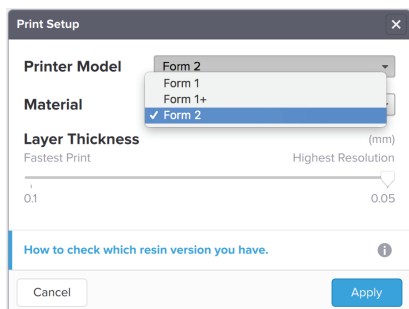 Print Setup
Printer Model
Form 2
Form 1
Form 1+
✓ Form 2
Material
Layer Thickness
(mm)
Fastest Print
Highest Resolution
0.1
0.05
How to check which resin version you have.
Cancel
Apply